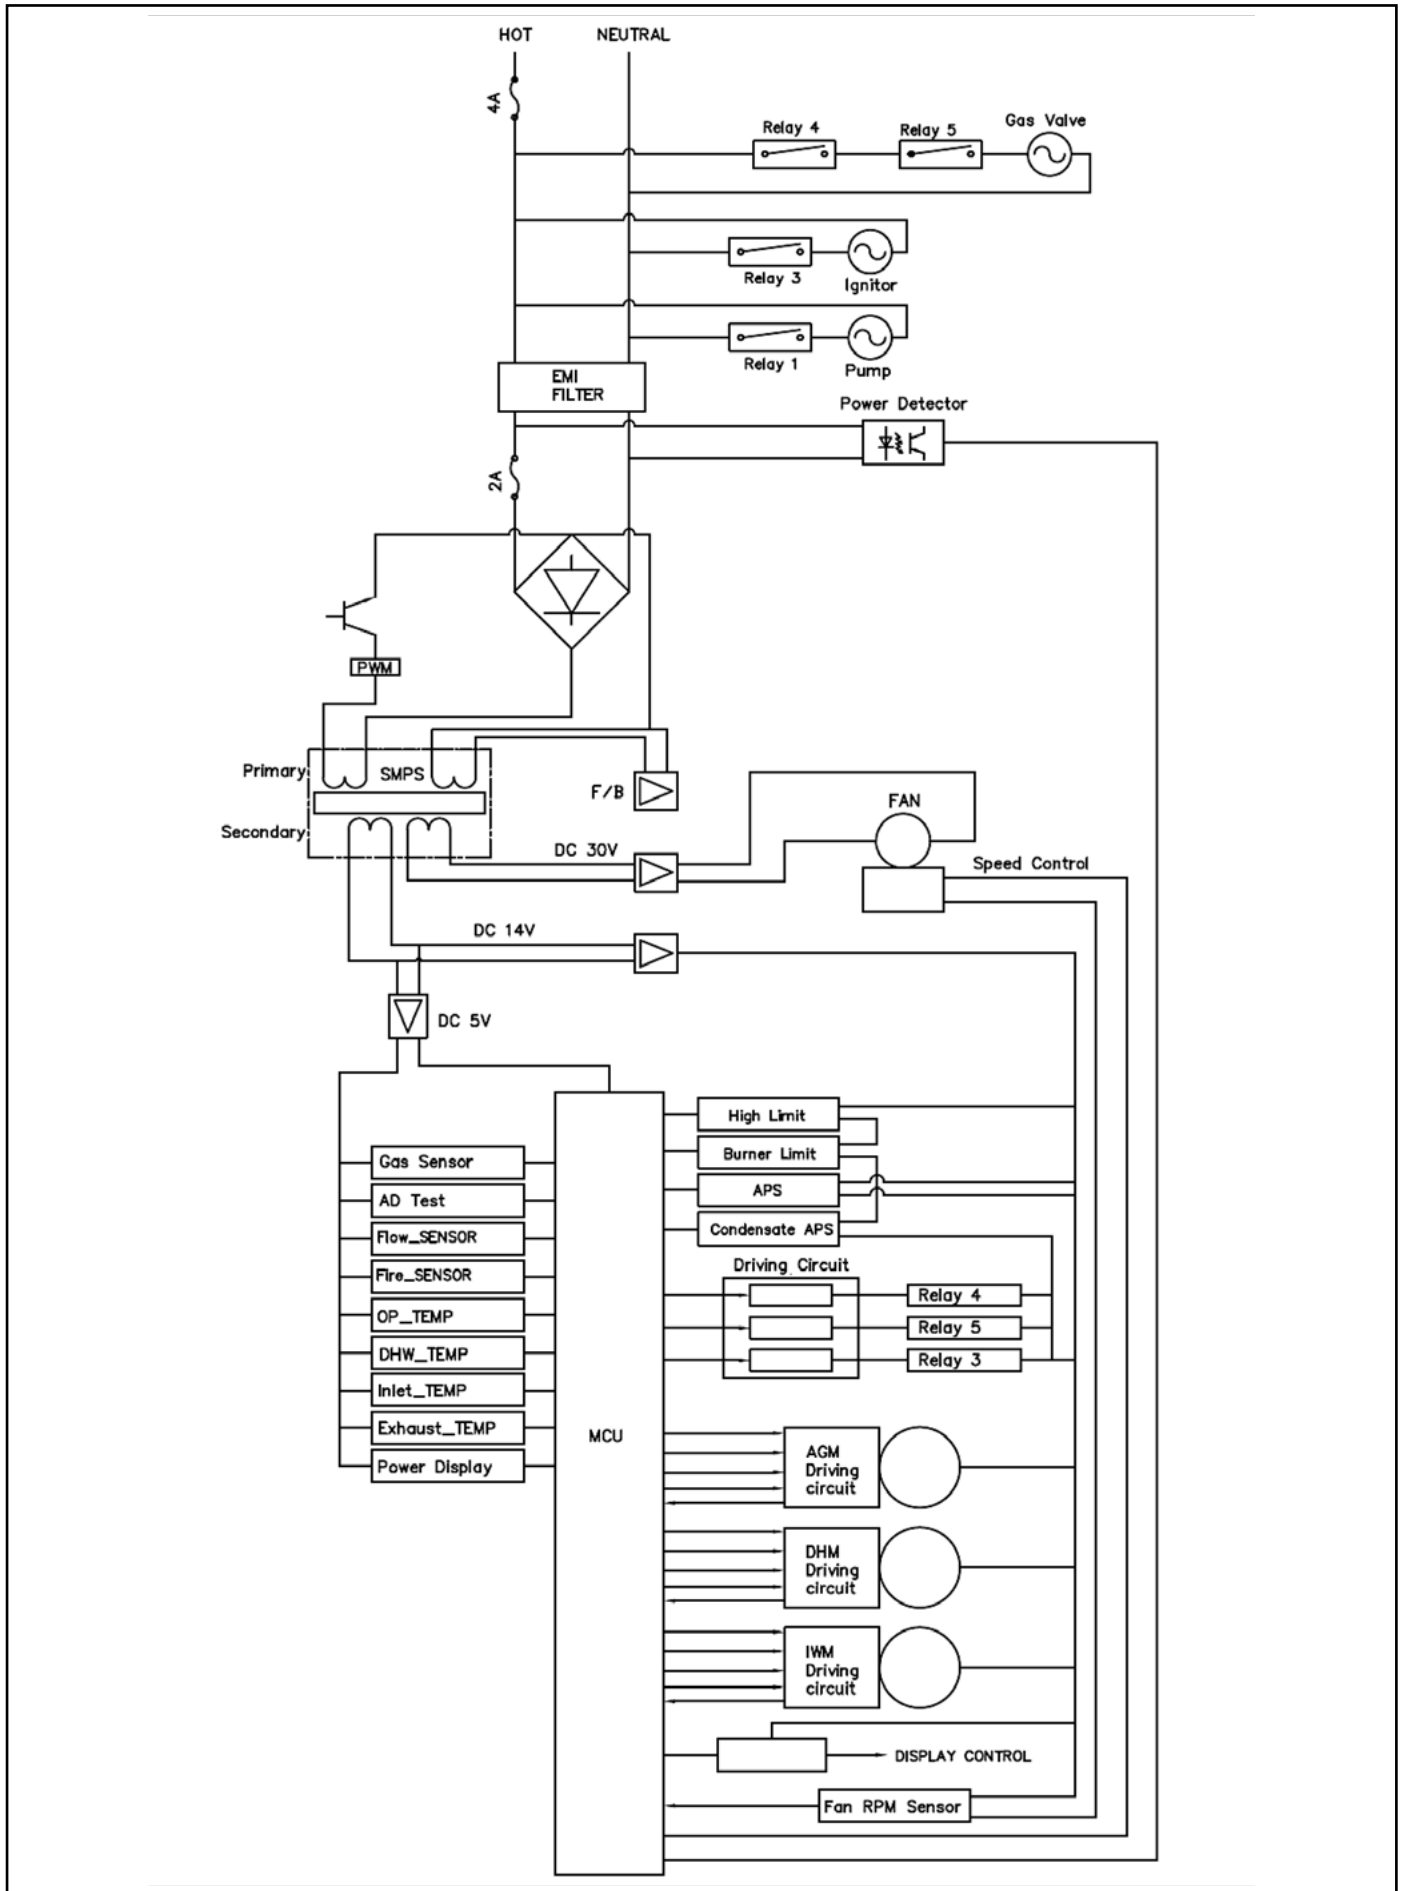 HOT
NEUTRAL
4A
Relay 4
Relay 5
Gas Valve
Relay 3
Ignitor
Relay 1
Pump
EMI
FILTER
Power Detector
2A
PWM
Primary
SMPS
F/B
Secondary
DC 30V
FAN
Speed Control
DC 14V
DC 5V
High Limit
Burner Limit
APS
Condensate APS
Gas Sensor
AD Test
Flow_SENSOR
Fire_SENSOR
OP_TEMP
DHW_TEMP
Inlet_TEMP
Exhaust_TEMP
Power Display
MCU
Driving Circuit
Relay 4
Relay 5
Relay 3
AGM
Driving
circuit
DHM
Driving
circuit
IWM
Driving
circuit
DISPLAY CONTROL
Fan RPM Sensor